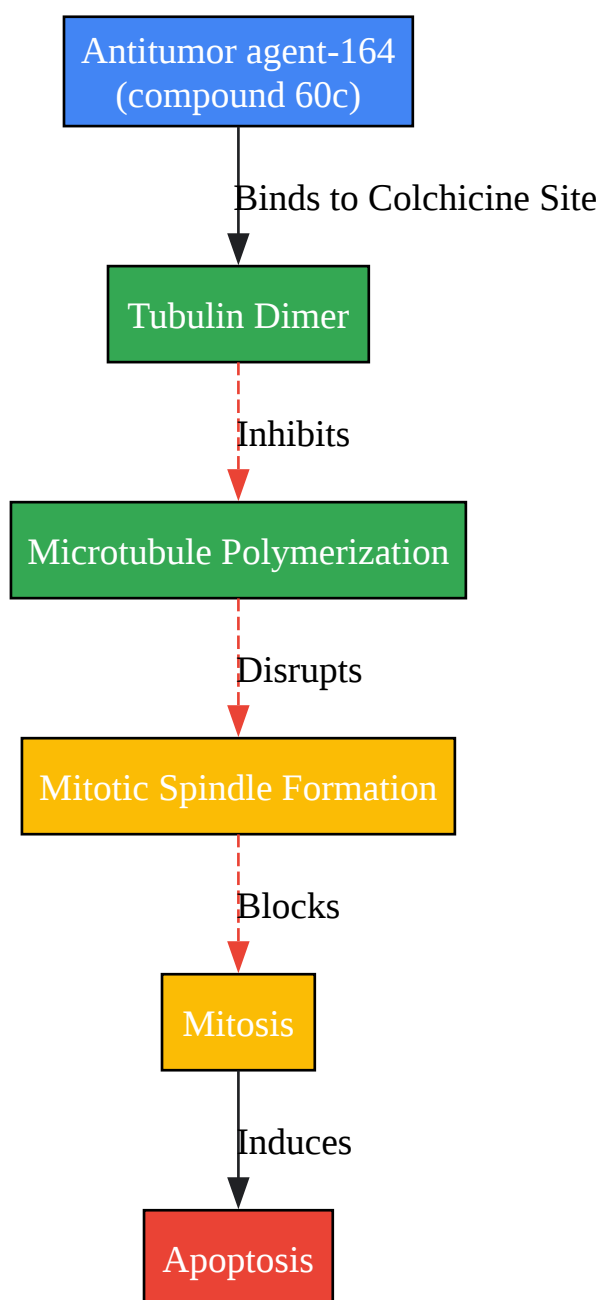 Antitumor agent-164
(compound 60c)
Binds to Colchicine Site
Tubulin Dimer
Inhibits
Microtubule Polymerization
Disrupts
Mitotic Spindle Formation
Blocks
Mitosis
Induces
Apoptosis